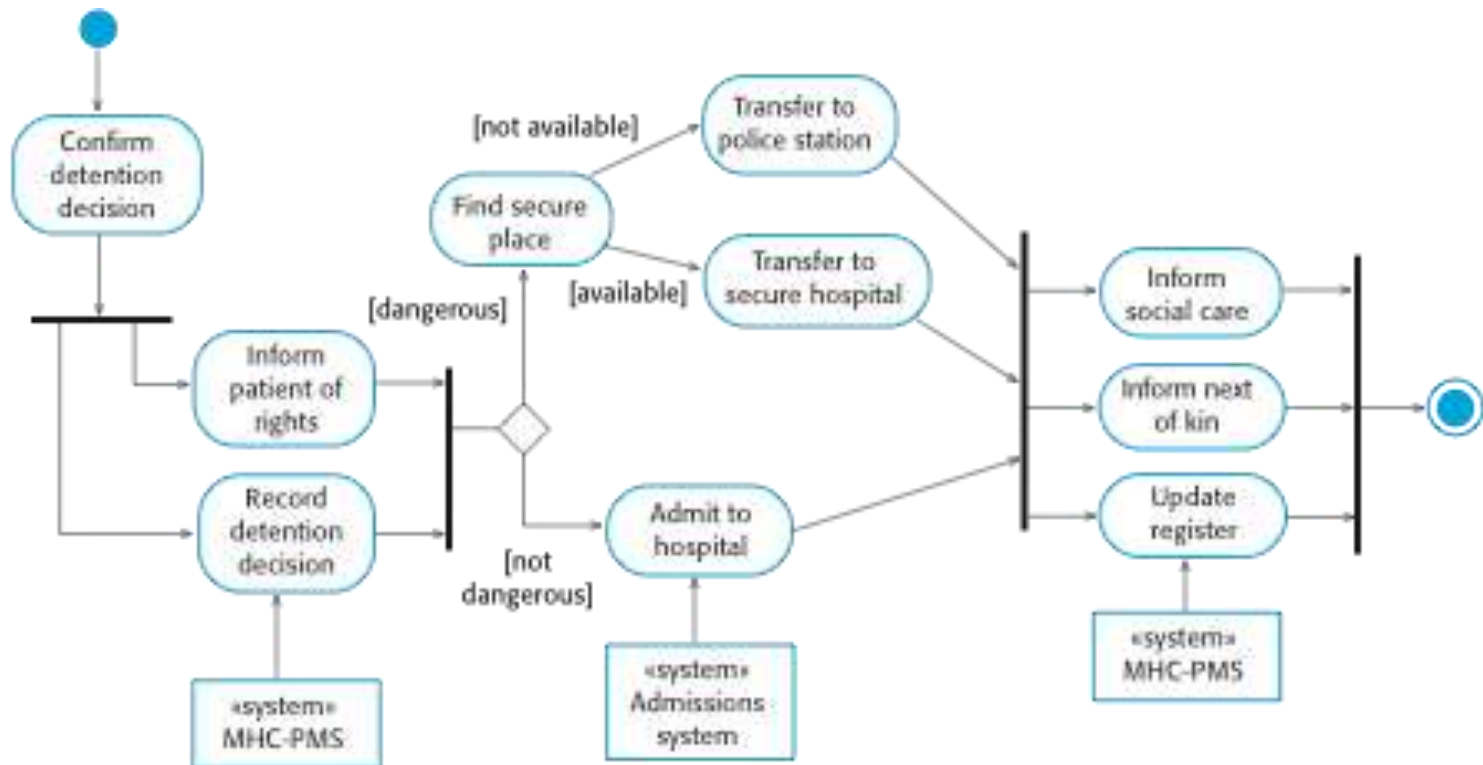 Confirm
detention
decision
Inform
patient of
rights
Record
detention
decision
«system»
MHC-PMS
[dangerous]
[not
dangerous]
Find secure
place
[not available]
[available]
Transfer to
police station
Transfer to
secure hospital
Admit to
hospital
«system»
Admissions
system
Inform
social care
Inform next
of kin
Update
register
«system»
MHC-PMS